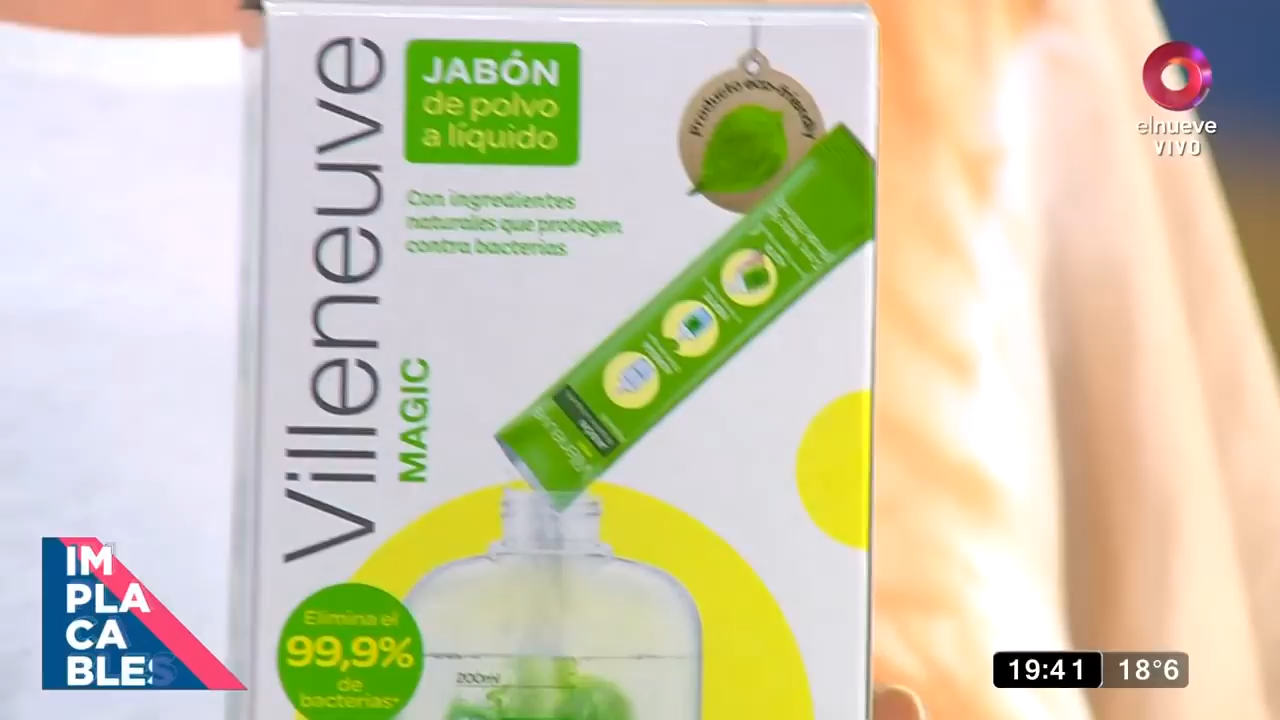 Villeneuve
MAGIC
JABÓN
de polvo
a líquido
Con ingredientes
naturales que protegen
contra bacterias
Producto eco-friendly
Elimina el
99,9%
de
bacterias*
200ml
elnueve
VIVO
IM
PLA
CA
BLES
19:41 18°6